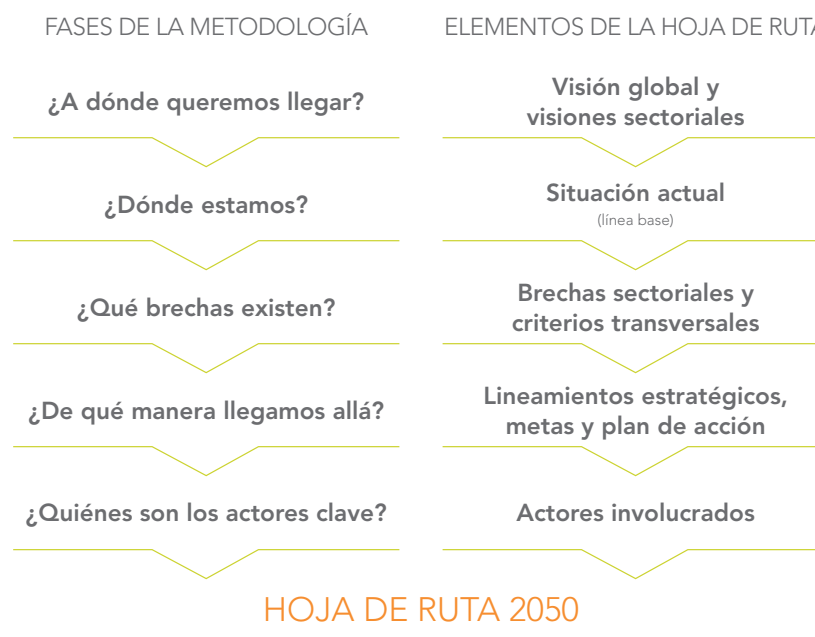 FASES DE LA METODOLOGÍA
ELEMENTOS DE LA HOJA DE RUTA
¿A dónde queremos llegar?
Visión global y
visiones sectoriales
¿Dónde estamos?
Situación actual
(línea base)
¿Qué brechas existen?
Brechas sectoriales y
criterios transversales
¿De qué manera llegamos allá?
Lineamientos estratégicos,
metas y plan de acción
¿Quiénes son los actores clave?
Actores involucrados
HOJA DE RUTA 2050